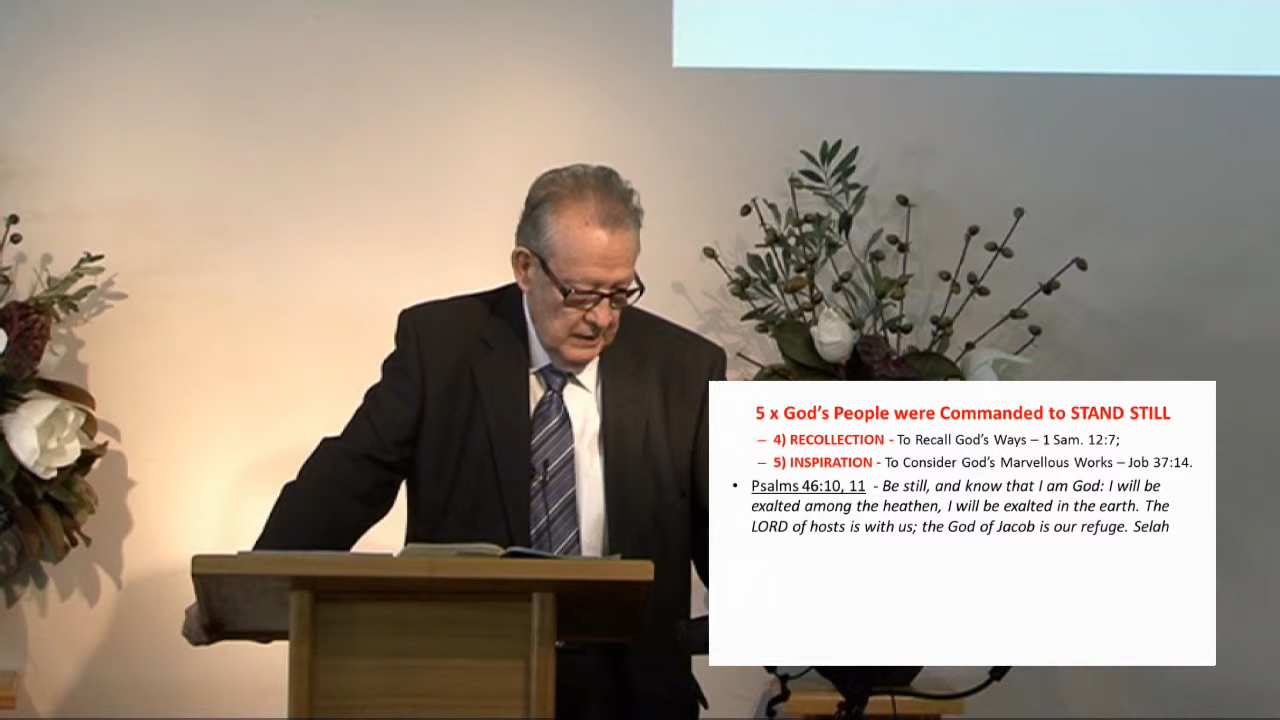 5 x God's People were Commanded to STAND STILL
– 4) RECOLLECTION - To Recall God's Ways – 1 Sam. 12:7;
– 5) INSPIRATION - To Consider God's Marvellous Works – Job 37:14.
• Psalms 46:10, 11 - Be still, and know that I am God: I will be
exalted among the heathen, I will be exalted in the earth. The
LORD of hosts is with us; the God of Jacob is our refuge. Selah